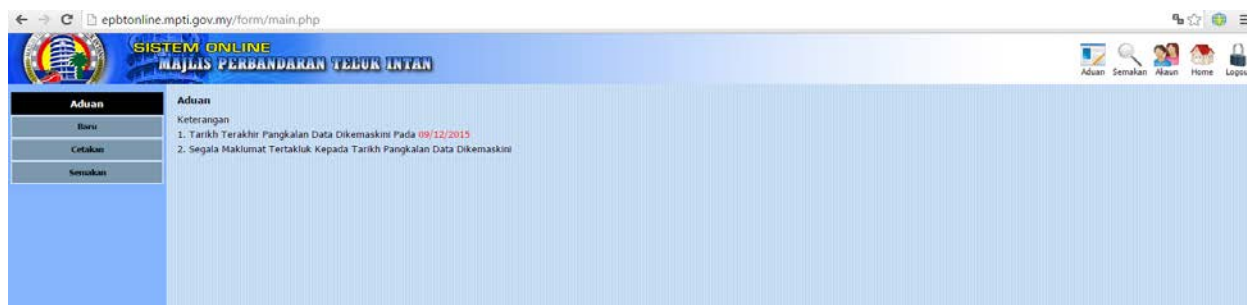 epbtonline.mpti.gov.my/form/main.php
SISTEM ONLINE
MAJLIS PERBANDARAN TELUK INTAN
Aduan Semakan Akaun Home Logou
Aduan
Baru
Cetakan
Semakan
Aduan
Keterangan
1. Tarikh Terakhir Pangkalan Data Dikemaskini Pada 09/12/2015
2. Segala Maklumat Tertakluk Kepada Tarikh Pangkalan Data Dikemaskini